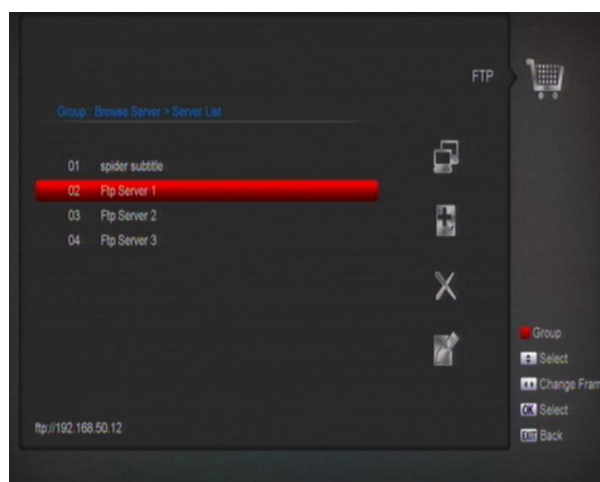 FTP
Group : Browse Server > Server List
01 spider subtitle
02 Ftp Server 1
03 Ftp Server 2
04 Ftp Server 3
Group
Select
Change Fram
OK Select
EXIT Back
ftp://192.168.50.12